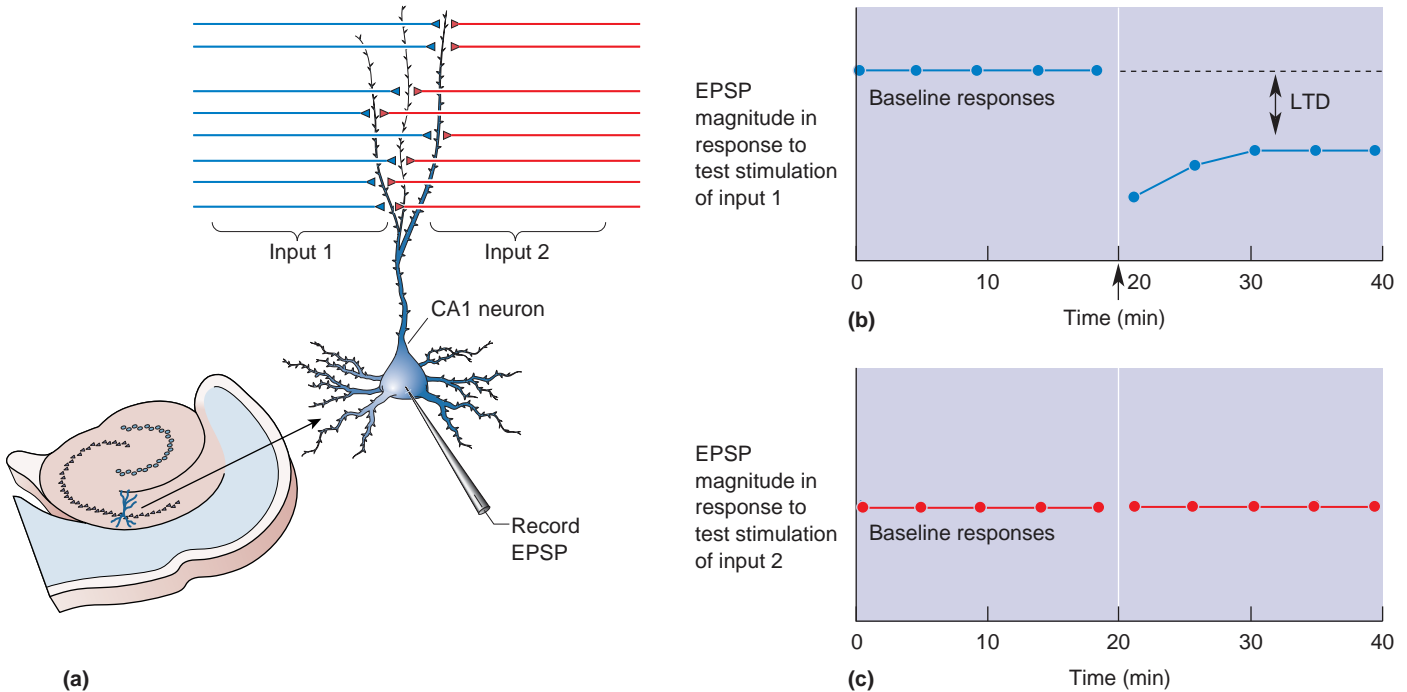 Input 1
Input 2
CA1 neuron
Record
EPSP
(a)
EPSP
magnitude in
response to
test stimulation
of input 1
Baseline responses
LTD
0
10
20
30
40
Time (min)
(b)
EPSP
magnitude in
response to
test stimulation
of input 2
Baseline responses
0
10
20
30
40
Time (min)
(c)